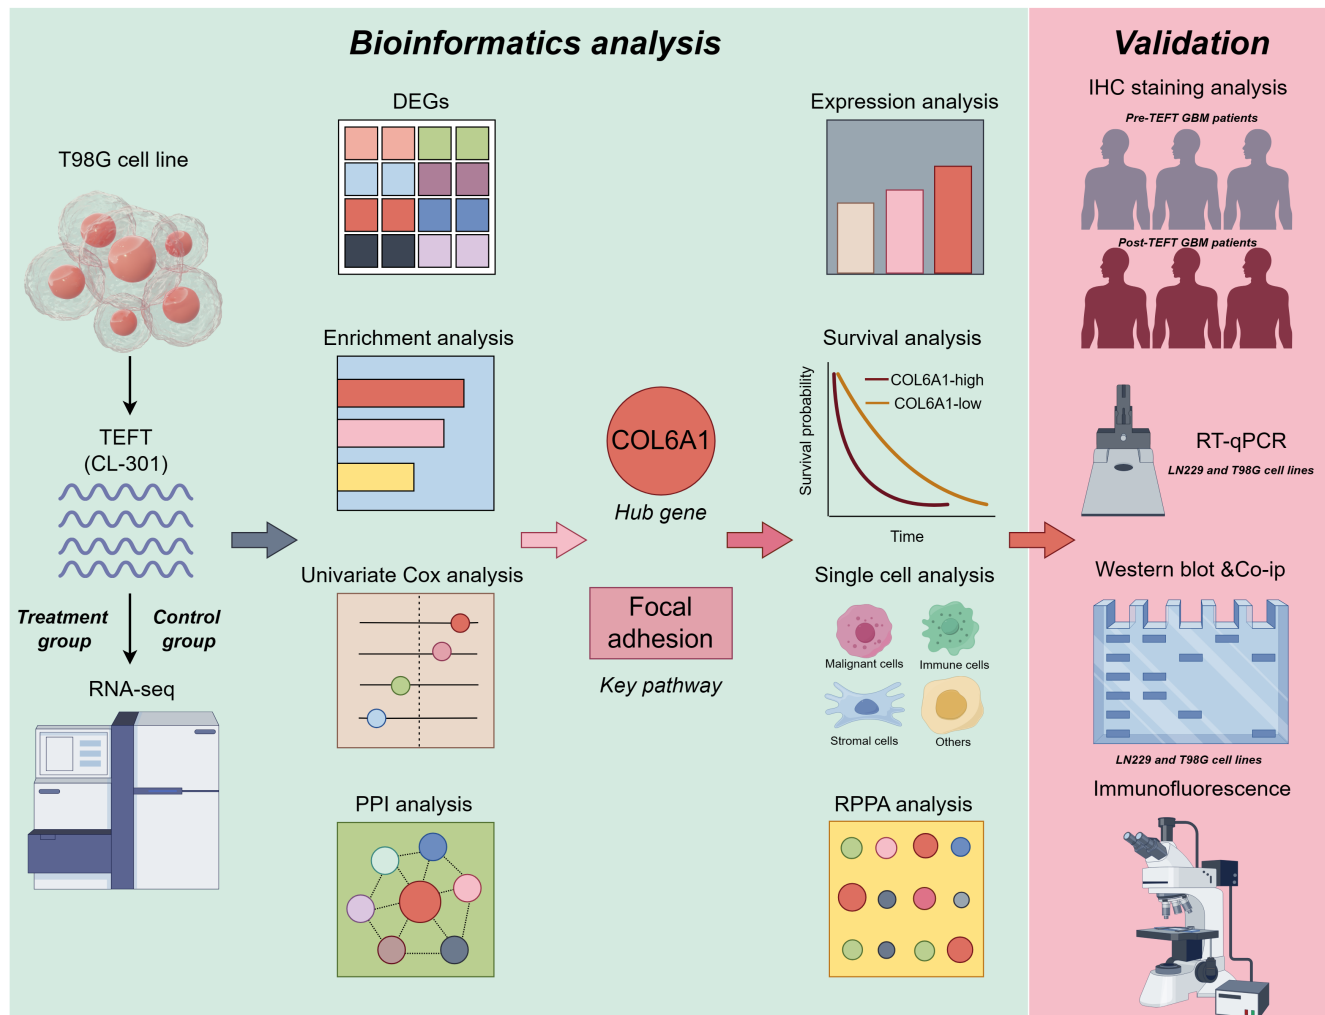 Bioinformatics analysis
T98G cell line
TEFT
(CL-301)
Treatment
group
Control
group
RNA-seq
DEGs
Enrichment analysis
Univariate Cox analysis
PPI analysis
COL6A1
Hub gene
Focal
adhesion
Key pathway
Expression analysis
Survival analysis
Survival probability
COL6A1-high
COL6A1-low
Time
Single cell analysis
Malignant cells
Immune cells
Stromal cells
Others
RPPA analysis
Validation
IHC staining analysis
Pre-TEFT GBM patients
Post-TEFT GBM patients
RT-qPCR
LN229 and T98G cell lines
Western blot &Co-ip
LN229 and T98G cell lines
Immunofluorescence